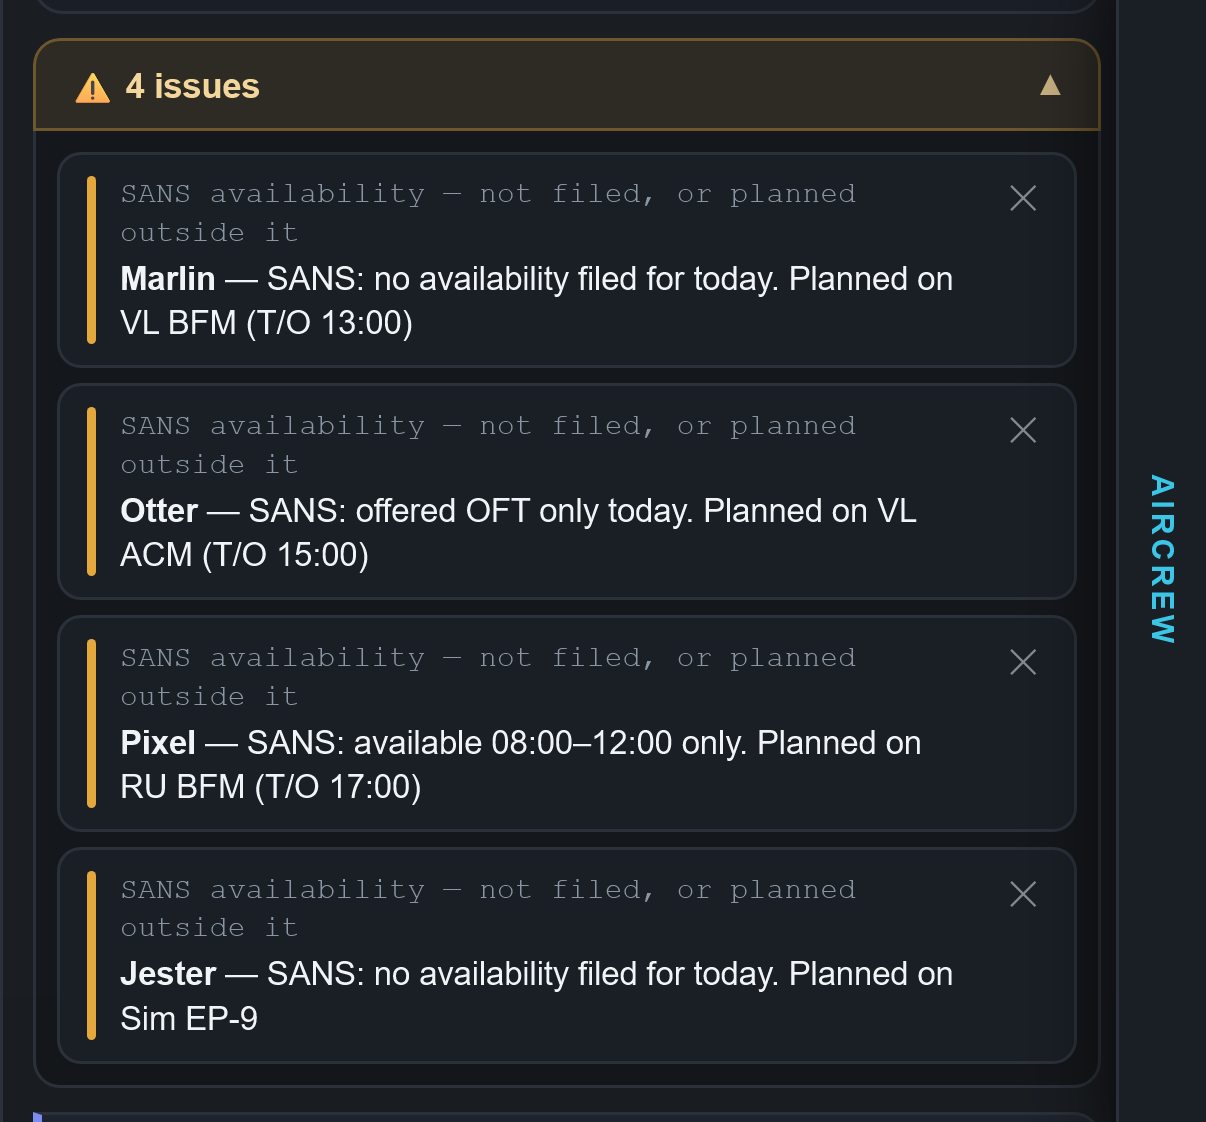 ⚠️ 4 issues ▲
SANS availability — not filed, or planned
outside it
Marlin — SANS: no availability filed for today. Planned on
VL BFM (T/O 13:00)
SANS availability — not filed, or planned
outside it
Otter — SANS: offered OFT only today. Planned on VL
ACM (T/O 15:00)
SANS availability — not filed, or planned
outside it
Pixel — SANS: available 08:00–12:00 only. Planned on
RU BFM (T/O 17:00)
SANS availability — not filed, or planned
outside it
Jester — SANS: no availability filed for today. Planned on
Sim EP-9
AIRCREW